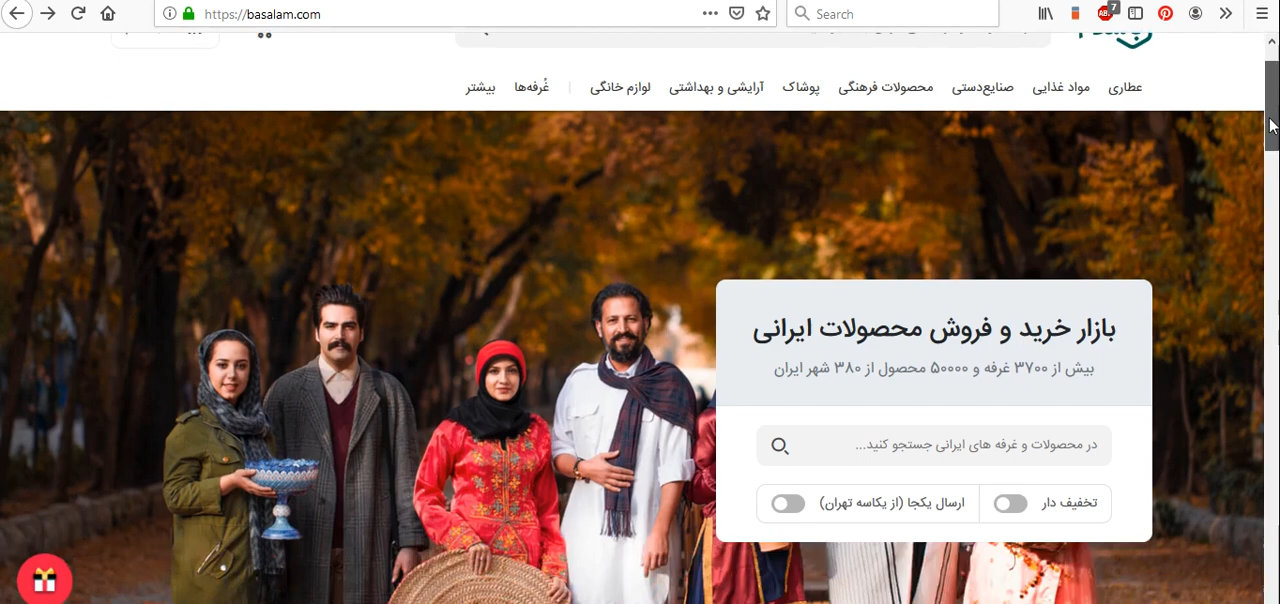 https://basalam.com
Search
ABP 7
عطاری مواد غذایی صنایع‌دستی محصولات فرهنگی پوشاک آرایشی و بهداشتی لوازم خانگی | غُرفه‌ها بیشتر
بازار خرید و فروش محصولات ایرانی
بیش از ۳۷۰۰ غرفه و ۵۰۰۰۰ محصول از ۳۸۰ شهر ایران
در محصولات و غرفه های ایرانی جستجو کنید...
تخفیف دار ارسال یکجا (از یکاسه تهران)